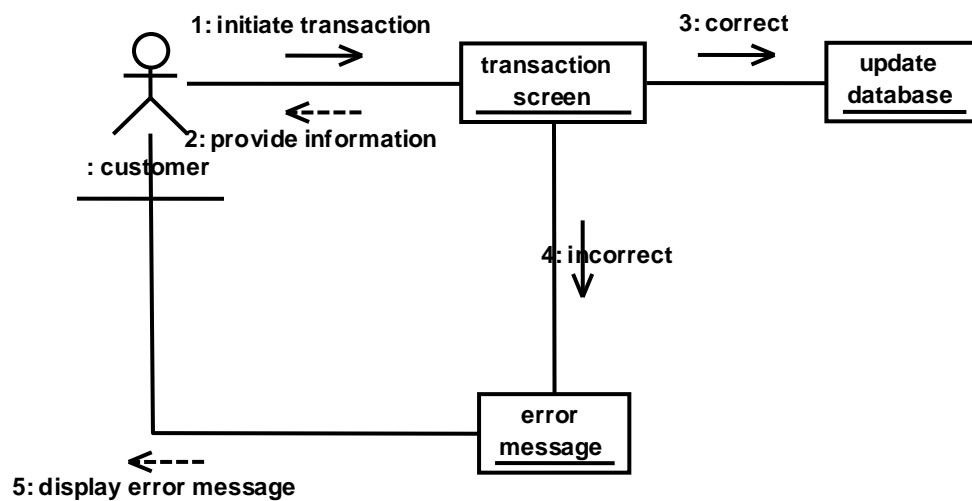 1: initiate transaction
3: correct
transaction
screen
update
database
2: provide information
: customer
4: incorrect
error
message
5: display error message